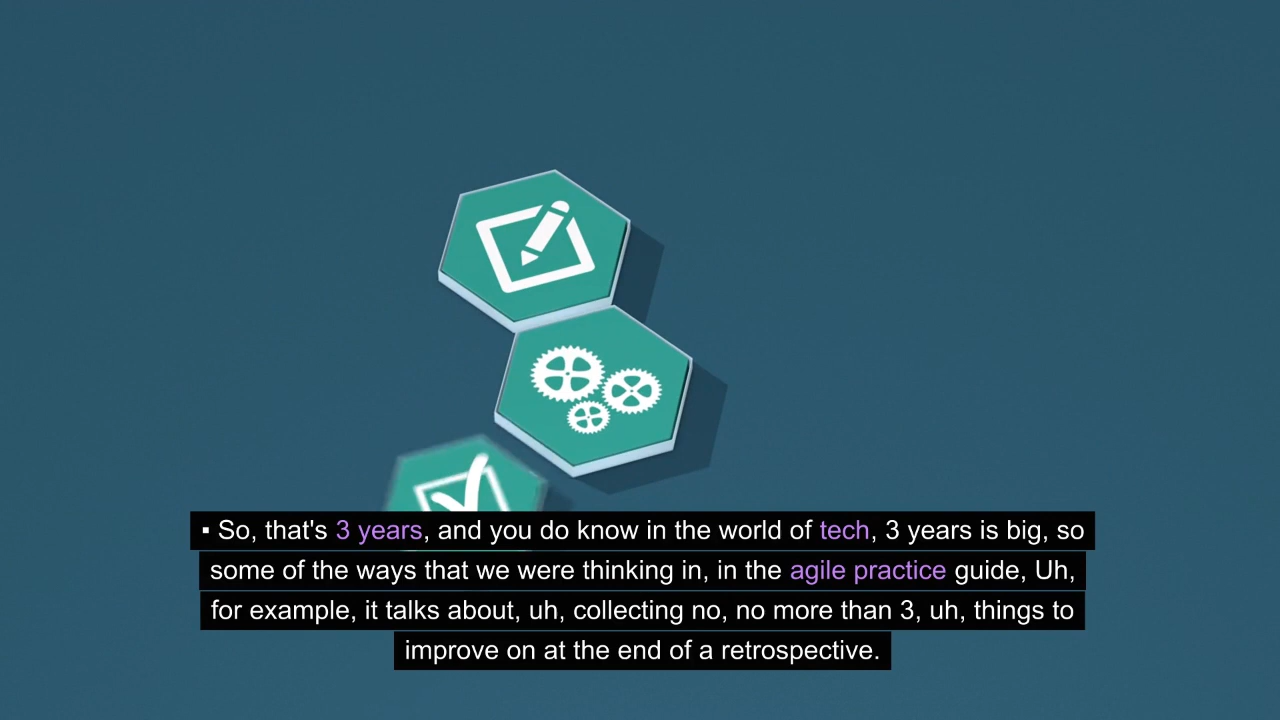 ▪ So, that's 3 years, and you do know in the world of tech, 3 years is big, so
some of the ways that we were thinking in, in the agile practice guide, Uh,
for example, it talks about, uh, collecting no, no more than 3, uh, things to
improve on at the end of a retrospective.